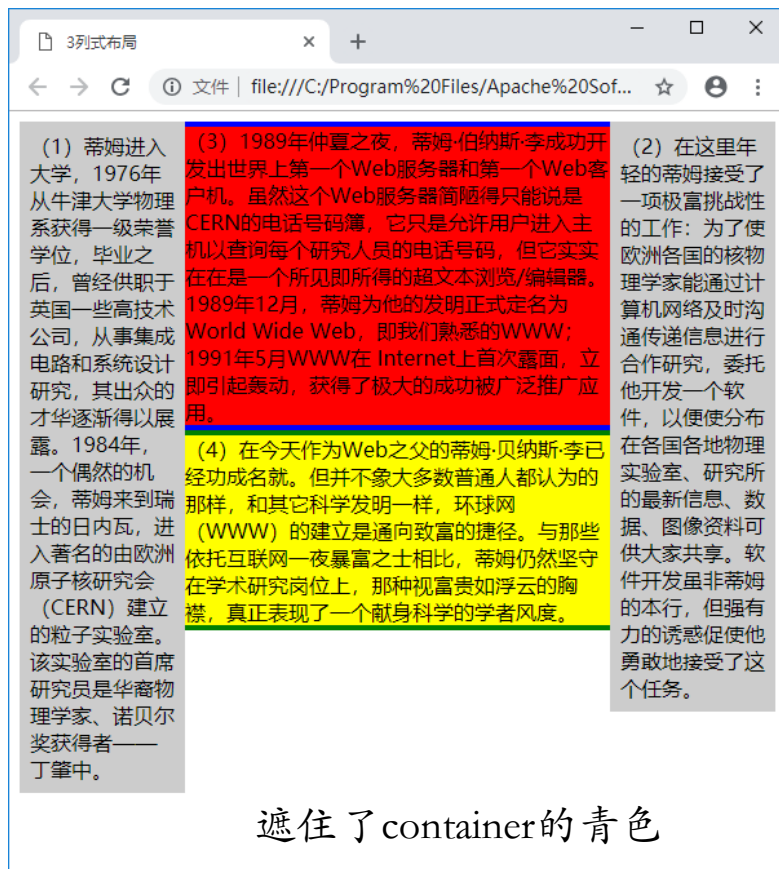 3列式布局
文件 file:///C:/Program%20Files/Apache%20Sof...
（1）蒂姆进入
大学，1976年
从牛津大学物理
系获得一级荣誉
学位，毕业之
后，曾经供职于
英国一些高技术
公司，从事集成
电路和系统设计
研究，其出众的
才华逐渐得以展
露。1984年，
一个偶然的机
会，蒂姆来到瑞
士的日内瓦，进
入著名的由欧洲
原子核研究会
（CERN）建立
的粒子实验室。
该实验室的首席
研究员是华裔物
理学家、诺贝尔
奖获得者——
丁肇中。
（3）1989年仲夏之夜，蒂姆·伯纳斯·李成功开
发出世界上第一个Web服务器和第一个Web客
户机。虽然这个Web服务器简陋得只能说是
CERN的电话号码簿，它只是允许用户进入主
机以查询每个研究人员的电话号码，但它实实
在在是一个所见即所得的超文本浏览/编辑器。
1989年12月，蒂姆为他的发明正式定名为
World Wide Web，即我们熟悉的WWW；
1991年5月WWW在 Internet上首次露面，立
即引起轰动，获得了极大的成功被广泛推广应
用。
（4）在今天作为Web之父的蒂姆·贝纳斯·李已
经功成名就。但并不象大多数普通人都认为的
那样，和其它科学发明一样，环球网
（WWW）的建立是通向致富的捷径。与那些
依托互联网一夜暴富之士相比，蒂姆仍然坚守
在学术研究岗位上，那种视富贵如浮云的胸
襟，真正表现了一个献身科学的学者风度。
（2）在这里年
轻的蒂姆接受了
一项极富挑战性
的工作：为了使
欧洲各国的核物
理学家能通过计
算机网络及时沟
通传递信息进行
合作研究，委托
他开发一个软
件，以便使分布
在各国各地物理
实验室、研究所
的最新信息、数
据、图像资料可
供大家共享。软
件开发虽非蒂姆
的本行，但强有
力的诱惑促使他
勇敢地接受了这
个任务。
遮住了container的青色